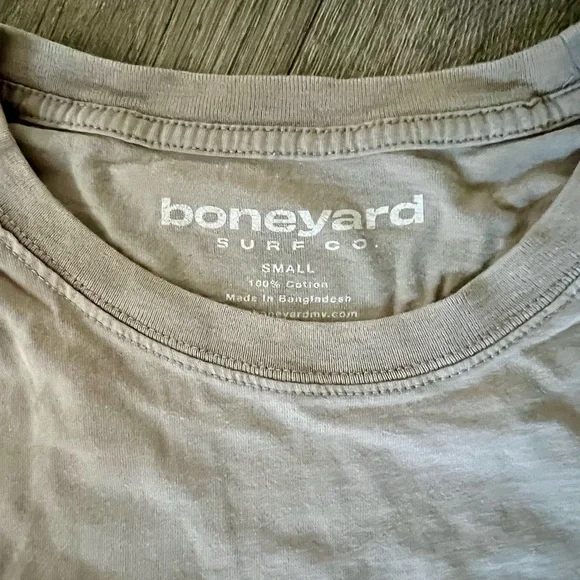 boneyard
SURF CO.
SMALL
100% Cotton
Made In Bangladesh
boneyardmv.com